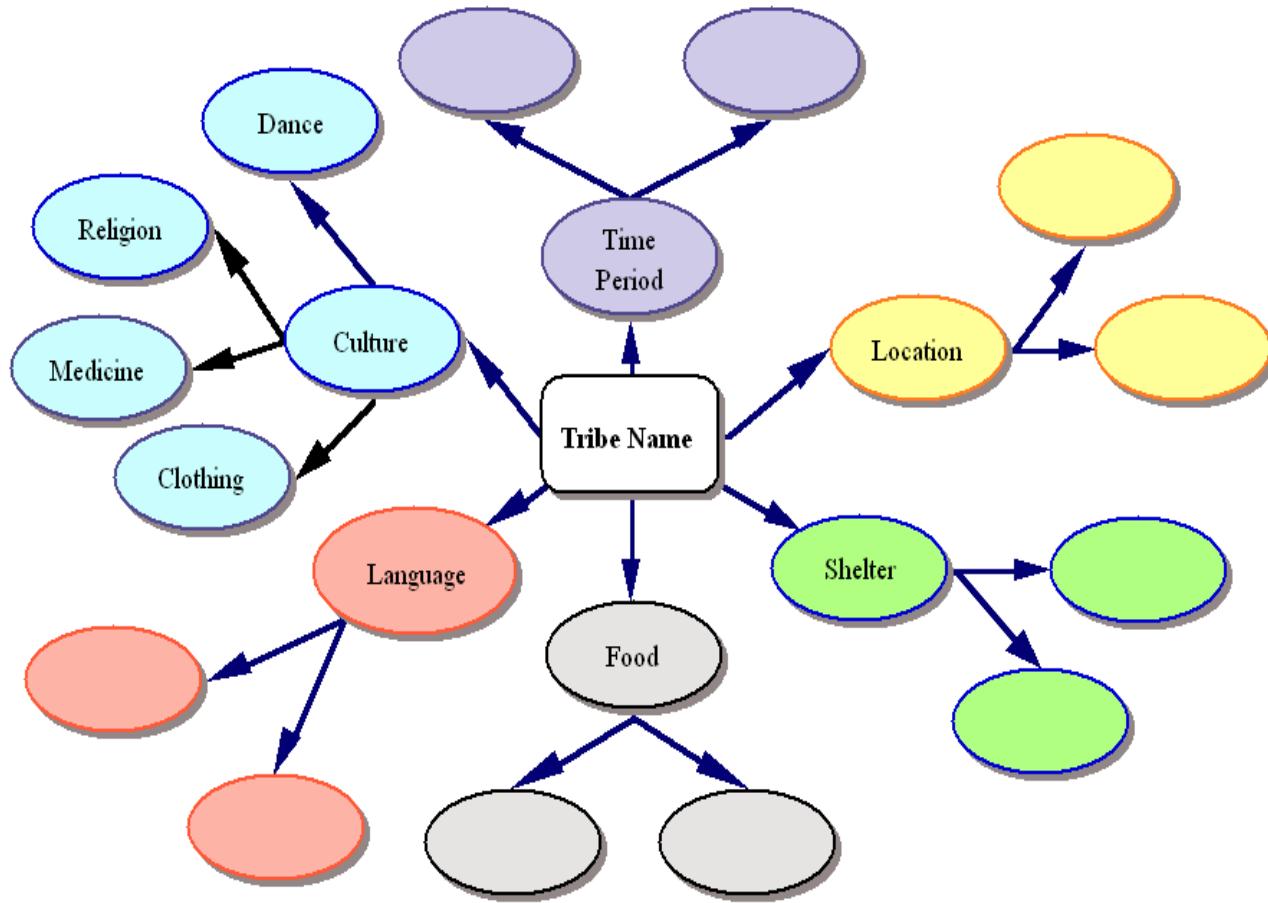 Dance
Religion
Time
Period
Medicine
Culture
Location
Tribe Name
Clothing
Language
Shelter
Food